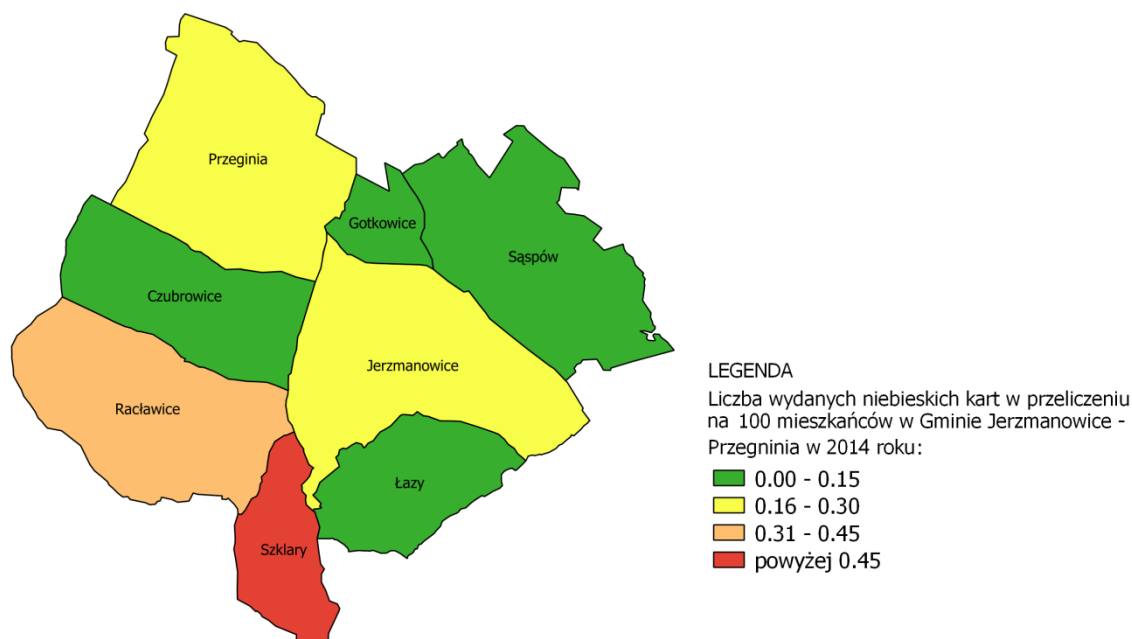 Przeginia
Gotkowice
Sąspów
Czubrowice
Jerzmanowice
Racławice
Łazy
Szklary
LEGENDA
Liczba wydanych niebieskich kart w przeliczeniu
na 100 mieszkańców w Gminie Jerzmanowice -
Przegninia w 2014 roku:
0.00 - 0.15
0.16 - 0.30
0.31 - 0.45
powyżej 0.45